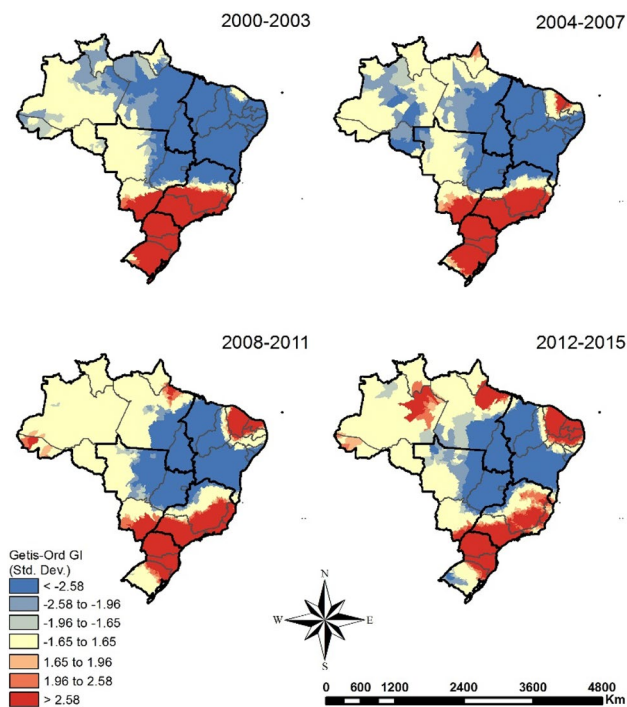 2000-2003
2004-2007
2008-2011
2012-2015
Getis-Ord GI
(Std. Dev.)
< -2.58
-2.58 to -1.96
-1.96 to -1.65
-1.65 to 1.65
1.65 to 1.96
1.96 to 2.58
> 2.58
N
W E
S
0 600 1200 2400 3600 4800
Km